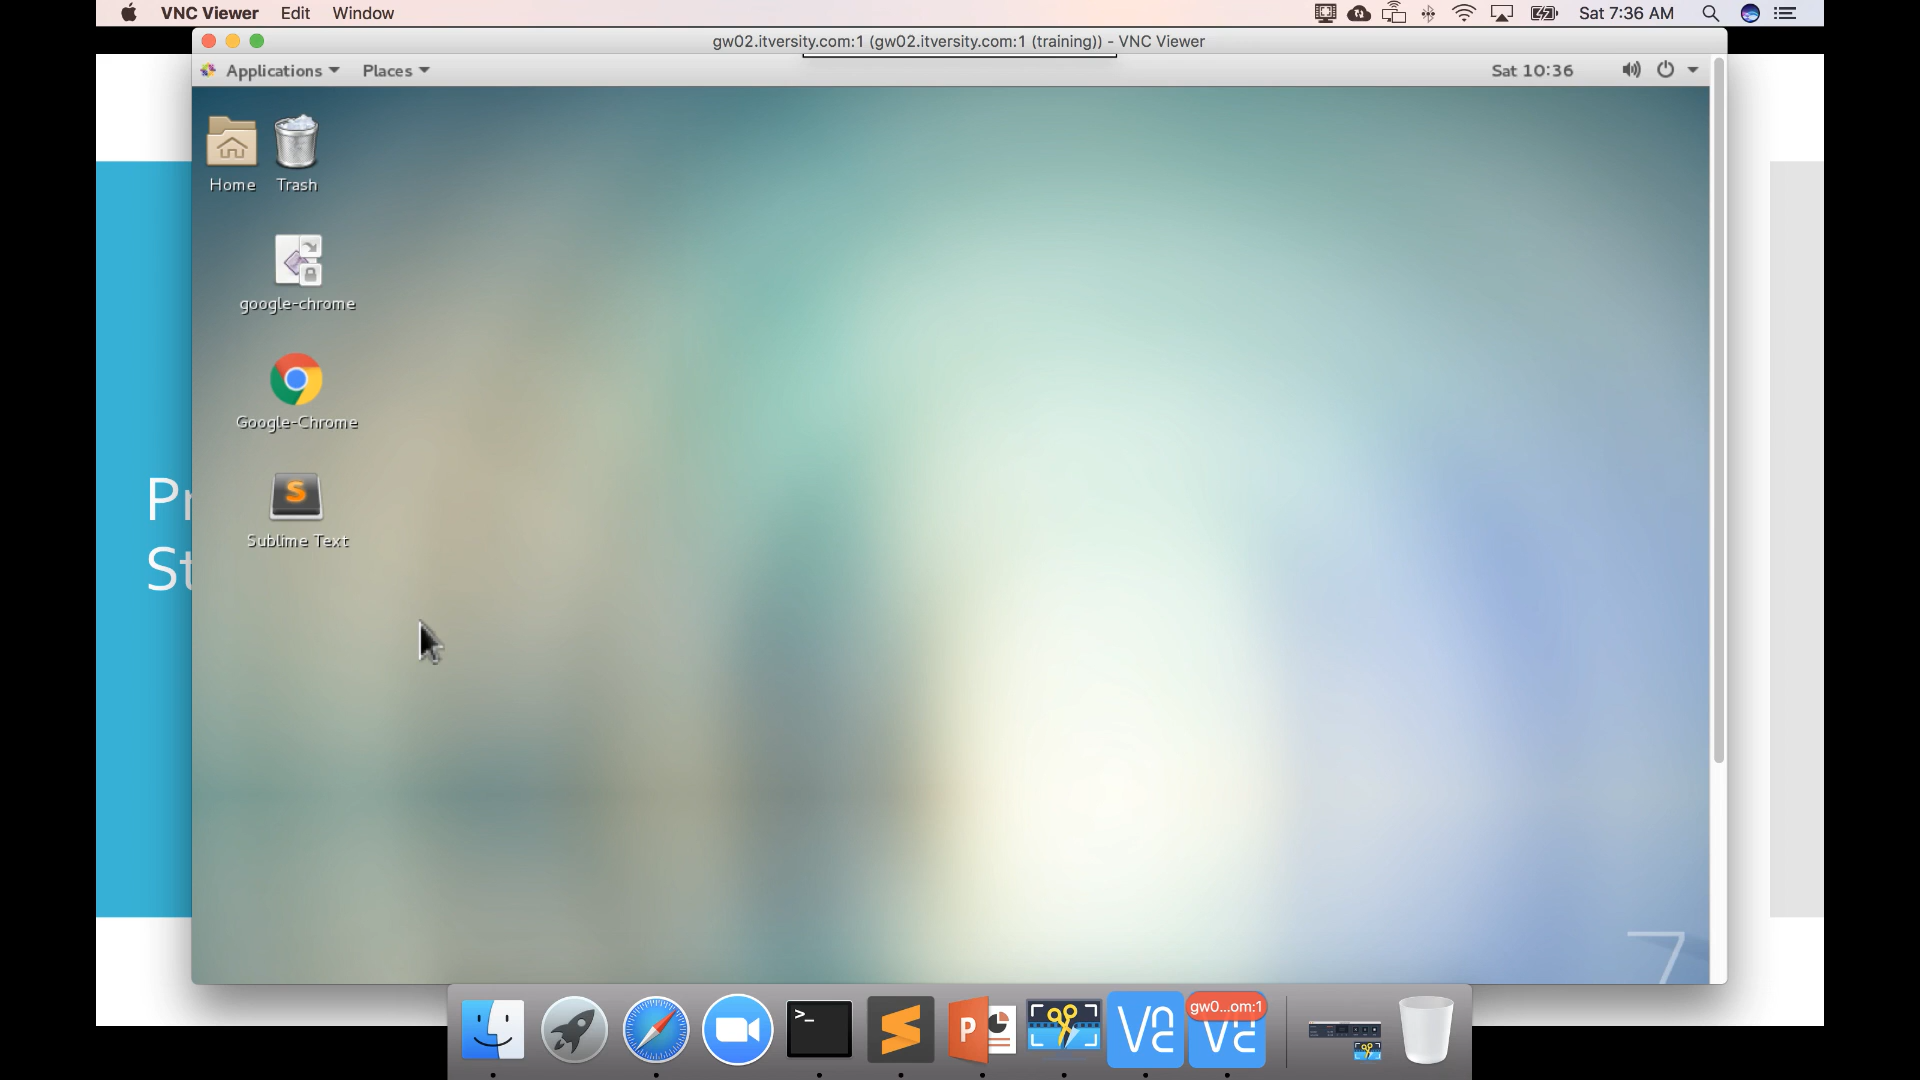 VNC Viewer Edit Window
Sat 7:36 AM
gw02.itversity.com:1 (gw02.itversity.com:1 (training)) - VNC Viewer
Applications Places
Sat 10:36
Home Trash
google-chrome
Google-Chrome
S
Sublime Text
Pr
St
7
gw0...om:1
>_
P